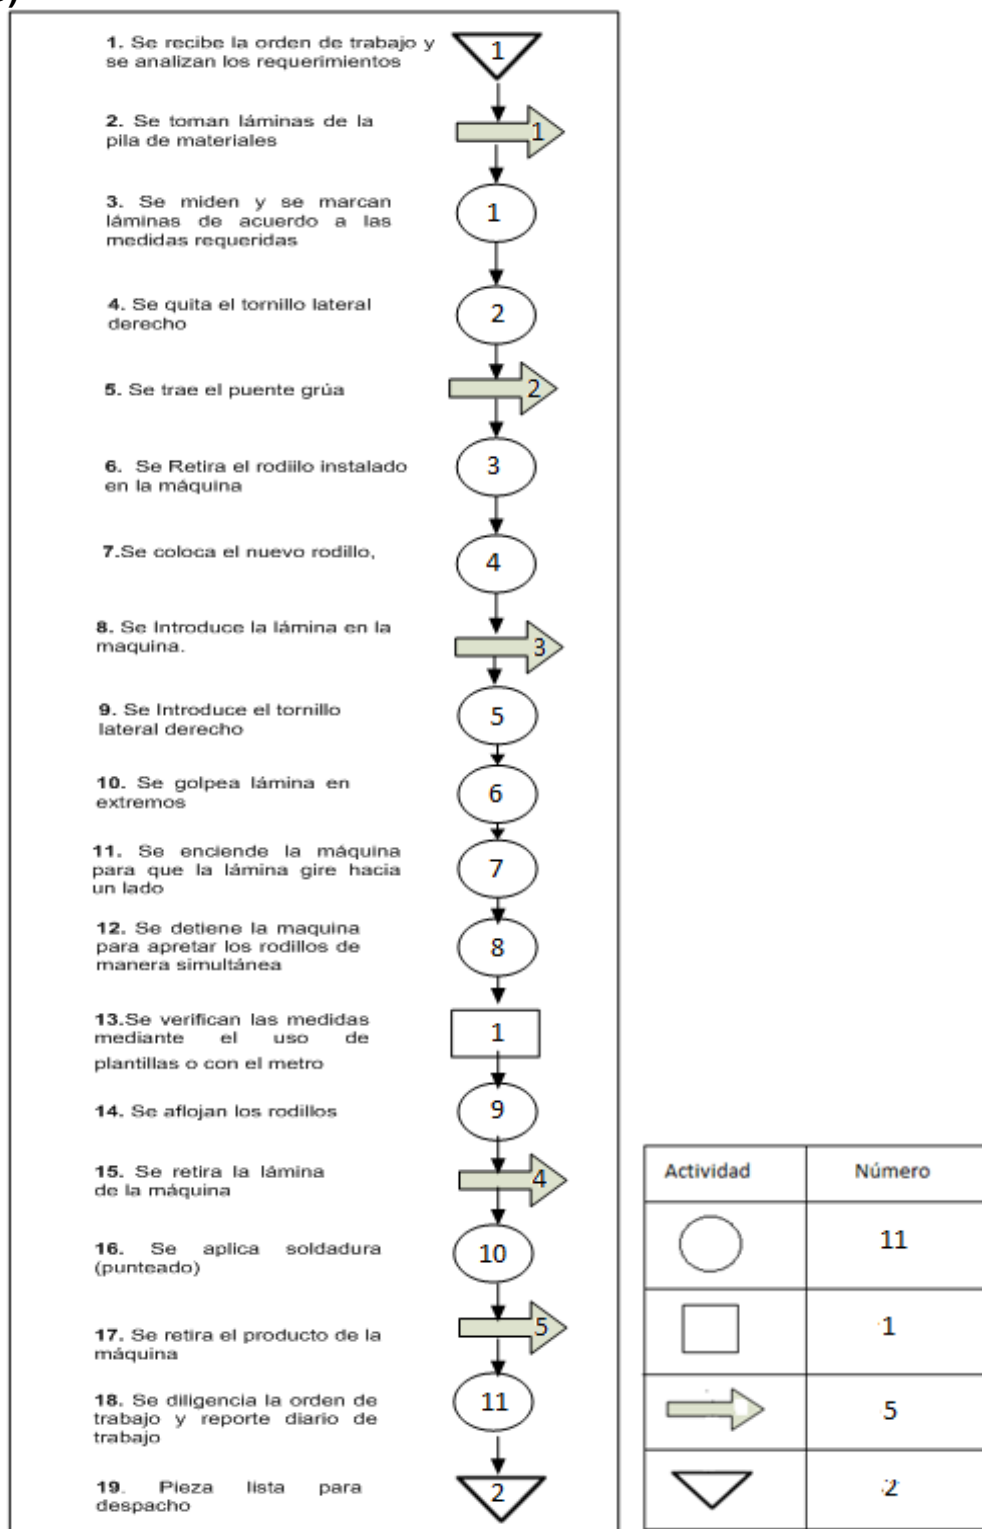 1. Se recibe la orden de trabajo y
se analizan los requerimientos
1
2. Se toman láminas de la
pila de materiales
1
3. Se miden y se marcan
láminas de acuerdo a las
medidas requeridas
1
4. Se quita el tornillo lateral
derecho
2
5. Se trae el puente grúa
2
6. Se Retira el rodiilo instalado
en la máquina
3
7.Se coloca el nuevo rodillo,
4
8. Se Introduce la lámina en la
maquina.
3
9. Se Introduce el tornillo
lateral derecho
5
10. Se golpea lámina en
extremos
6
11. Se enciende la máquina
para que la lámina gire hacia
un lado
7
12. Se detiene la maquina
para apretar los rodillos de
manera simultánea
8
13.Se verifican las medidas
mediante el uso de
plantillas o con el metro
1
14. Se aflojan los rodillos
9
15. Se retira la lámina
de la máquina
4
16. Se aplica soldadura
(punteado)
10
17. Se retira el producto de la
máquina
5
18. Se diligencia la orden de
trabajo y reporte diario de
trabajo
11
19. Pieza lista para
despacho
2
Actividad Número
11
1
5
2